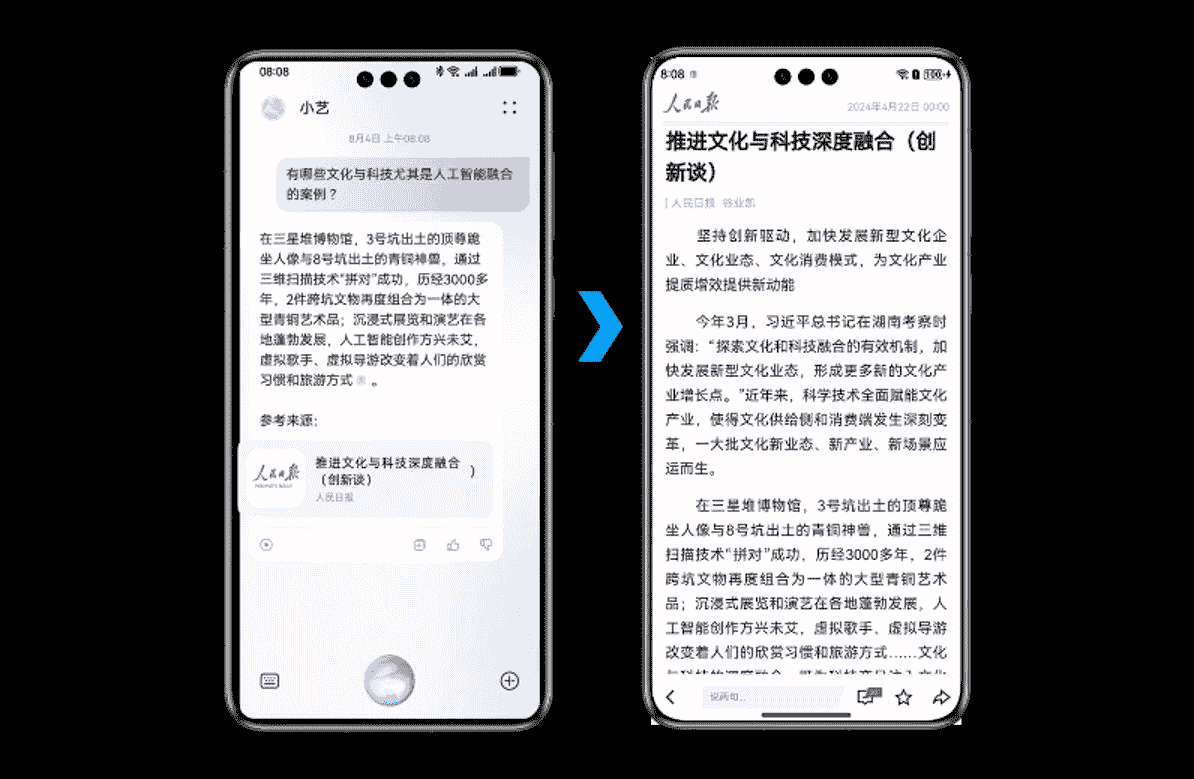 08:08
小艺
8月4日 上午08:08
有哪些文化与科技尤其是人工智能融合
的案例？
在三星堆博物馆，3号坑出土的顶尊跪
坐人像与8号坑出土的青铜神兽，通过
三维扫描技术“拼对”成功，历经3000多
年，2件跨坑文物再度组合为一体的大
型青铜艺术品；沉浸式展览和演艺在各
地蓬勃发展，人工智能创作方兴未艾，
虚拟歌手、虚拟导游改变着人们的欣赏
习惯和旅游方式 。
参考来源：
人民日报
推进文化与科技深度融合
（创新谈）
人民日报
8:08
人民日报
2024年4月22日 00:00
推进文化与科技深度融合（创
新谈）
人民日报 谷业凯
坚持创新驱动，加快发展新型文化企
业、文化业态、文化消费模式，为文化产业
提质增效提供新动能
今年3月，习近平总书记在湖南考察时
强调：“探索文化和科技融合的有效机制，加
快发展新型文化业态，形成更多新的文化产
业增长点。”近年来，科学技术全面赋能文化
产业，使得文化供给侧和消费端发生深刻变
革，一大批文化新业态、新产业、新场景应
运而生。
在三星堆博物馆，3号坑出土的顶尊跪
坐人像与8号坑出土的青铜神兽，通过三维
扫描技术“拼对”成功，历经3000多年，2件
跨坑文物再度组合为一体的大型青铜艺术
品；沉浸式展览和演艺在各地蓬勃发展，人
工智能创作方兴未艾，虚拟歌手、虚拟导游
改变着人们的欣赏习惯和旅游方式……文化
说两句...